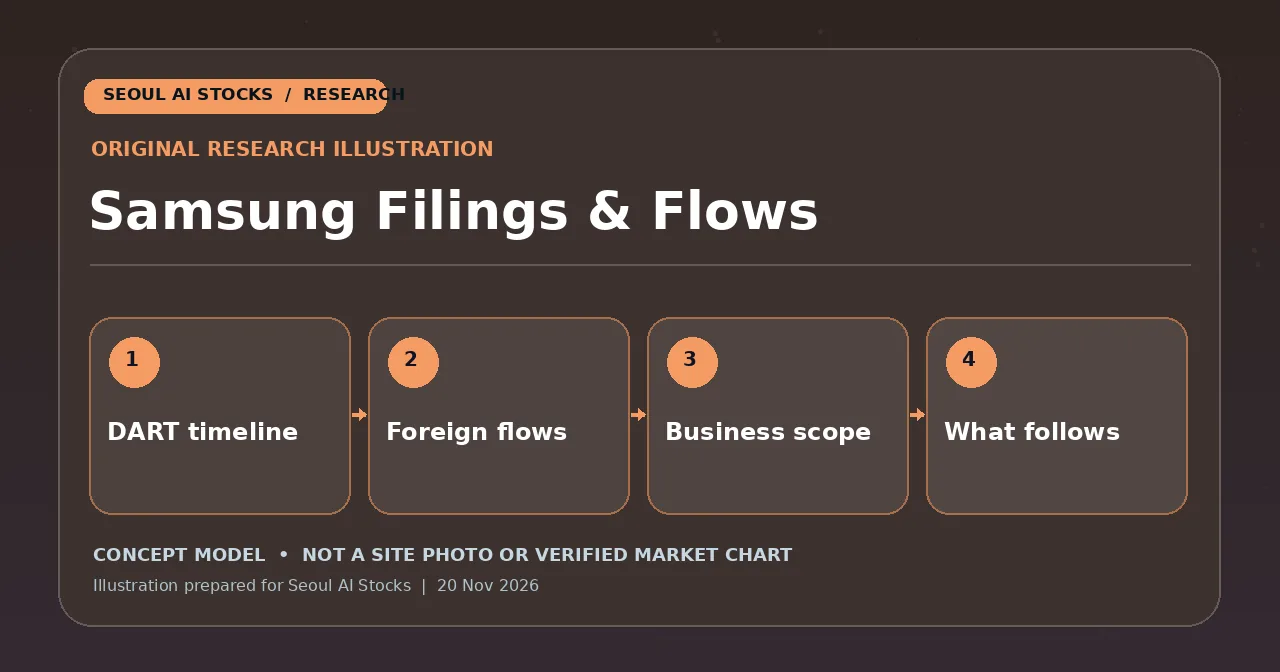 SEOUL AI STOCKS / RESEARCH
ORIGINAL RESEARCH ILLUSTRATION
Samsung Filings & Flows
1
DART timeline
2
Foreign flows
3
Business scope
4
What follows
CONCEPT MODEL • NOT A SITE PHOTO OR VERIFIED MARKET CHART
Illustration prepared for Seoul AI Stocks | 20 Nov 2026